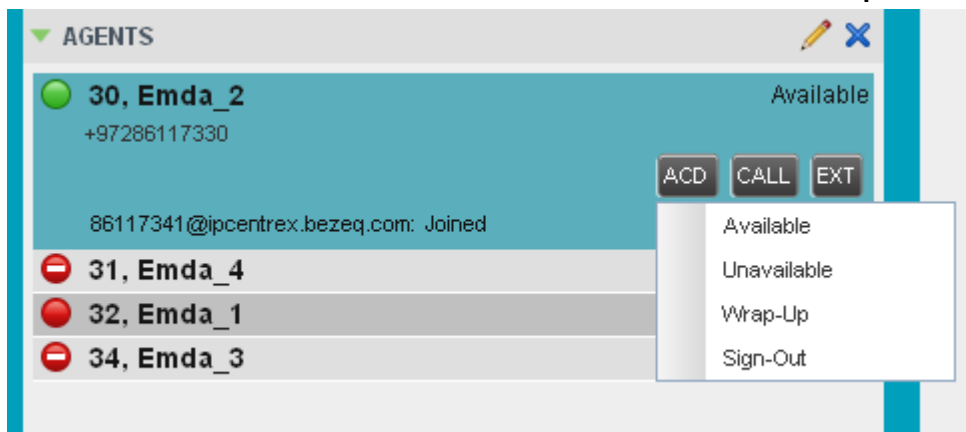 AGENTS
30, Emda_2 Available
+97286117330
ACD CALL EXT
86117341@ipcentrex.bezeq.com: Joined
Available
Unavailable
Wrap-Up
Sign-Out
31, Emda_4
32, Emda_1
34, Emda_3